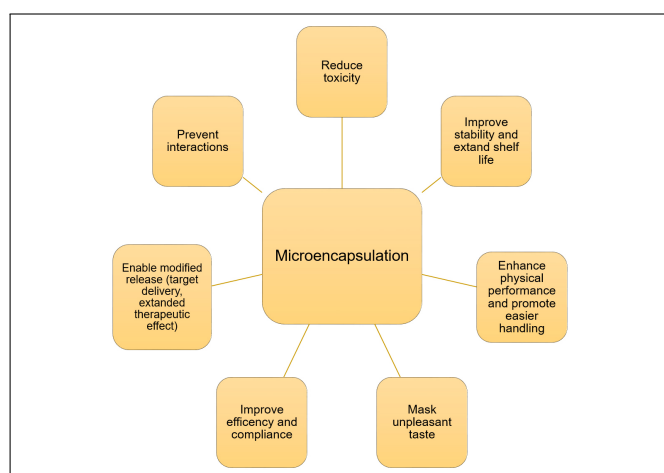 Reduce
toxicity
Prevent
interactions
Improve
stability and
extand shelf
life
Microencapsulation
Enable modified
release (target
delivery,
extanded
therapeutic
effect)
Enhance
physical
performance
and promote
easier
handling
Improve
efficency and
compliance
Mask
unpleasant
taste